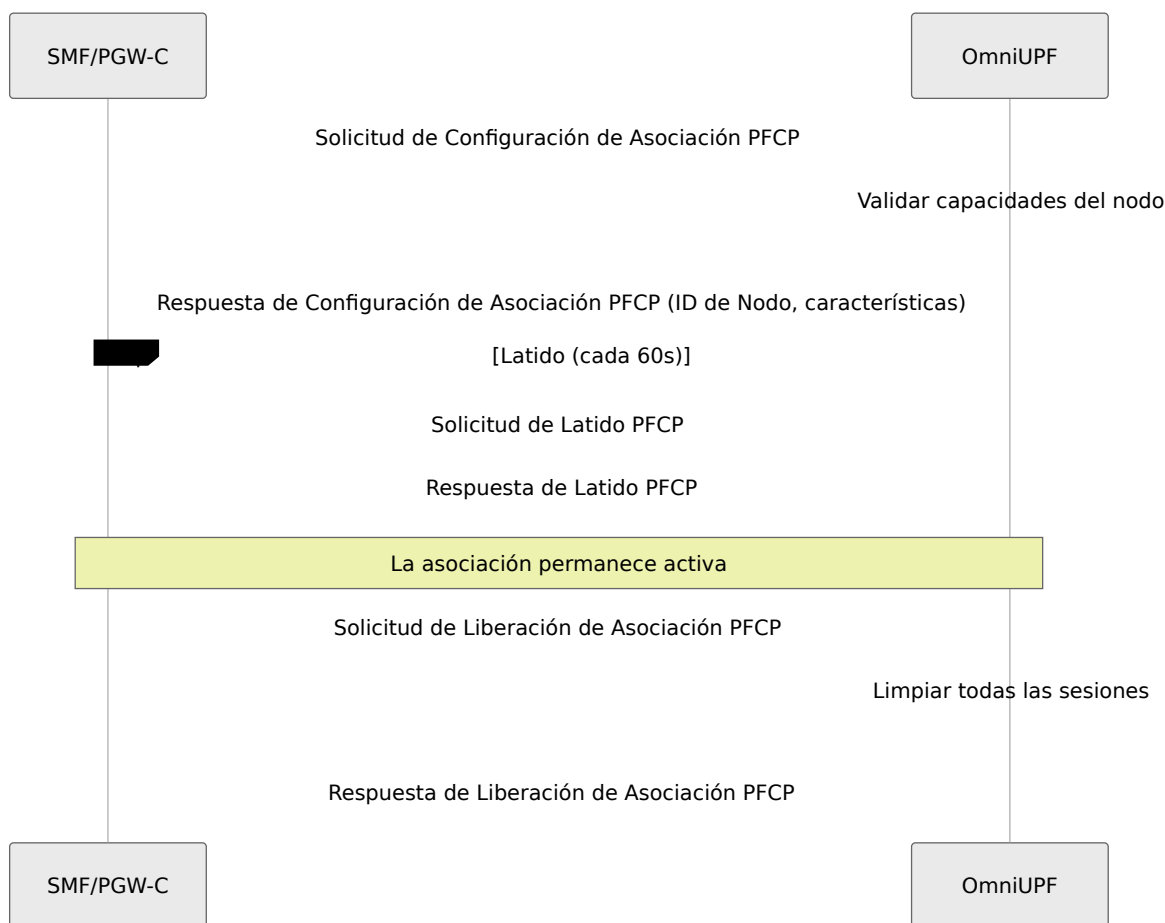 SMF/PGW-C
OmniUPF
Solicitud de Configuración de Asociación PFCP
Validar capacidades del nodo
Respuesta de Configuración de Asociación PFCP (ID de Nodo, características)
[Latido (cada 60s)]
Solicitud de Latido PFCP
Respuesta de Latido PFCP
La asociación permanece activa
Solicitud de Liberación de Asociación PFCP
Limpiar todas las sesiones
Respuesta de Liberación de Asociación PFCP
SMF/PGW-C
OmniUPF